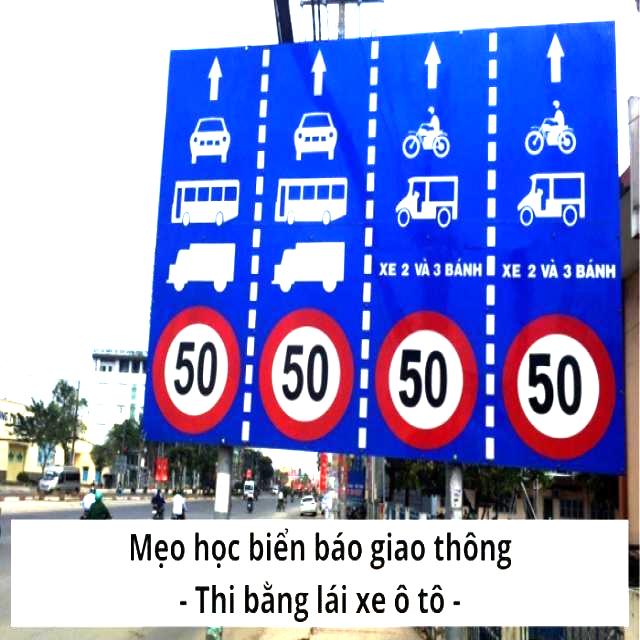 XE 2 VÀ 3 BÁNH XE 2 VÀ 3 BÁNH
50 50 50 50
Mẹo học biển báo giao thông
- Thi bằng lái xe ô tô -